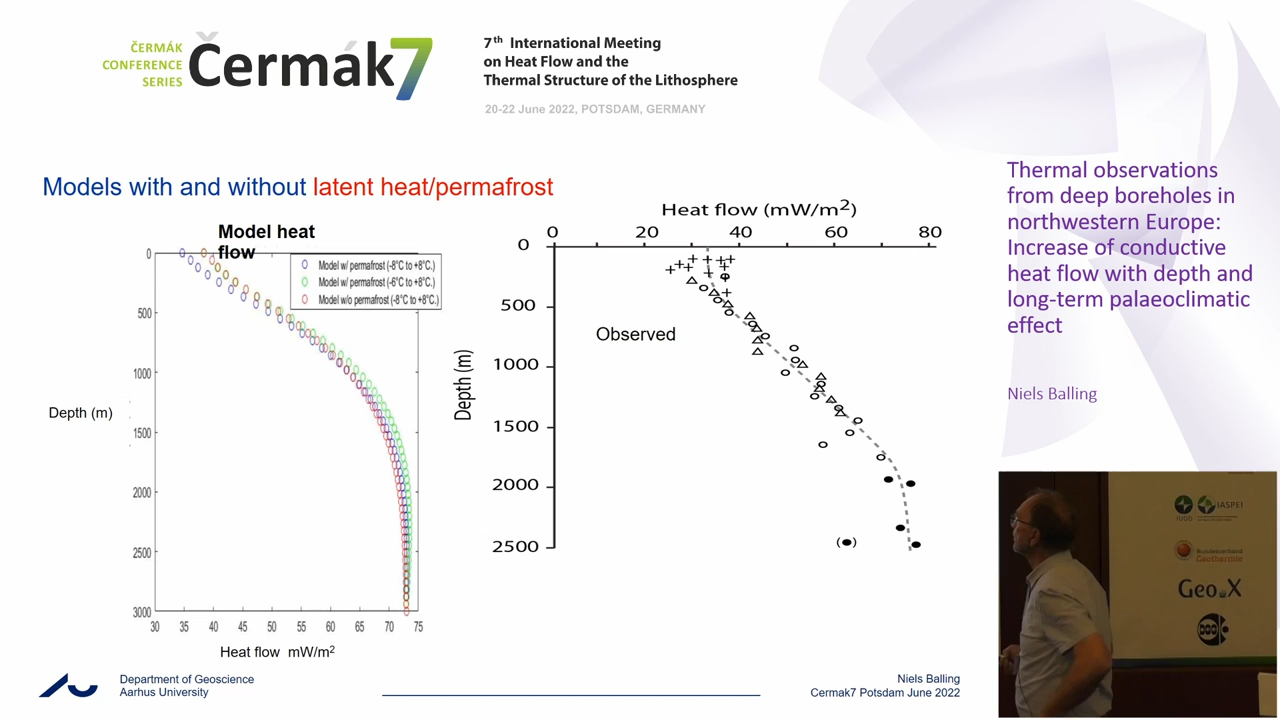 ČERMÁK
CONFERENCE
SERIES
Čermák7
7th International Meeting
on Heat Flow and the
Thermal Structure of the Lithosphere
20-22 June 2022, POTSDAM, GERMANY
Models with and without latent heat/permafrost
Model heat
flow
Model w/ permafrost (-8°C to +8°C.)
Model w/ permafrost (-6°C to +8°C.)
Model w/o permafrost (-8°C to +8°C.)
0
500
1000
1500
2000
2500
3000
Depth (m)
30 35 40 45 50 55 60 65 70 75
Heat flow mW/m2
Heat flow (mW/m2)
0 20 40 60 80
0
500
1000
1500
2000
2500
Depth (m)
Observed
Thermal observations
from deep boreholes in
northwestern Europe:
Increase of conductive
heat flow with depth and
long-term palaeoclimatic
effect
Niels Balling
IUGG
IASPEI
Bundesverband
Geothermie
Geo.X
Department of Geoscience
Aarhus University
Niels Balling
Cermak7 Potsdam June 2022